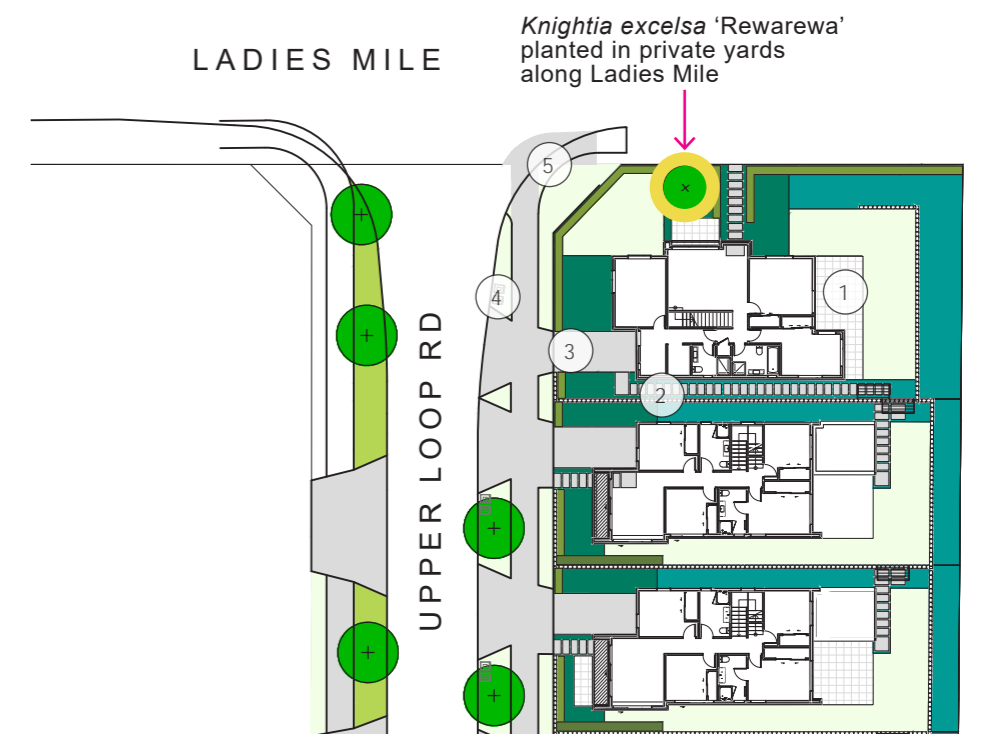 LADIES MILE
Knightia excelsa ‘Rewarewa’
planted in private yards
along Ladies Mile
5
1
4
3
2
UPPER LOOP RD